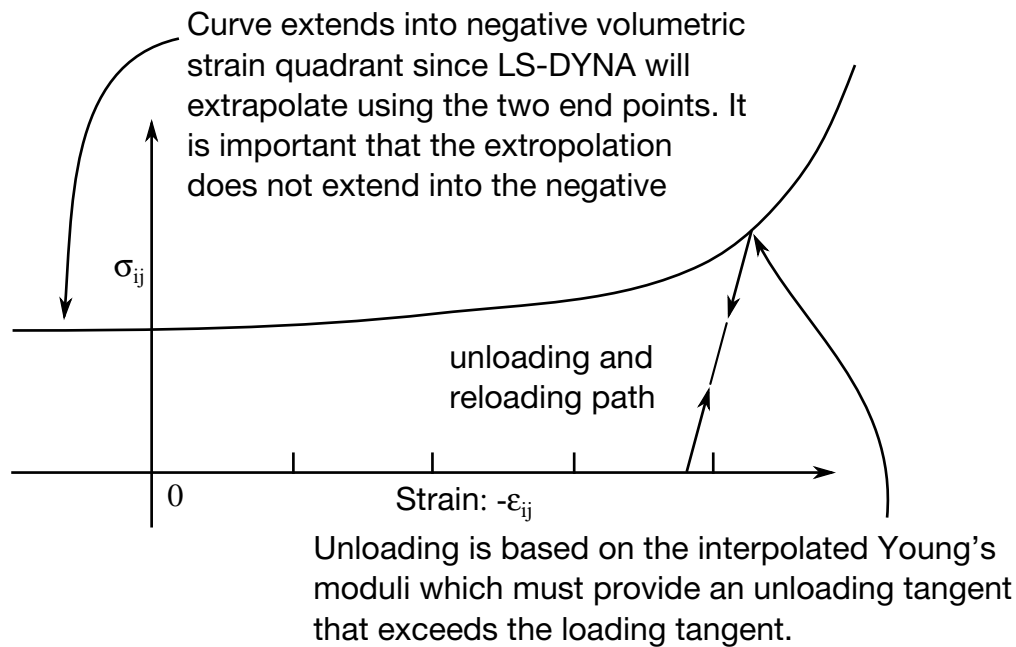 Curve extends into negative volumetric
strain quadrant since LS-DYNA will
extrapolate using the two end points. It
is important that the extropolation
does not extend into the negative
σij
unloading and
reloading path
0
Strain: -εij
Unloading is based on the interpolated Young’s
moduli which must provide an unloading tangent
that exceeds the loading tangent.